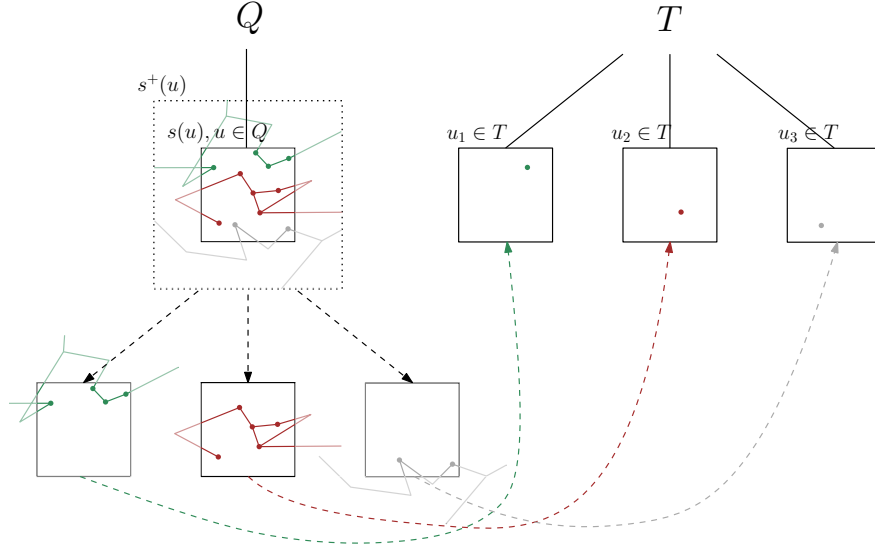 Q
T
s⁺(u)
s(u), u ∈ Q
u₁ ∈ T
u₂ ∈ T
u₃ ∈ T